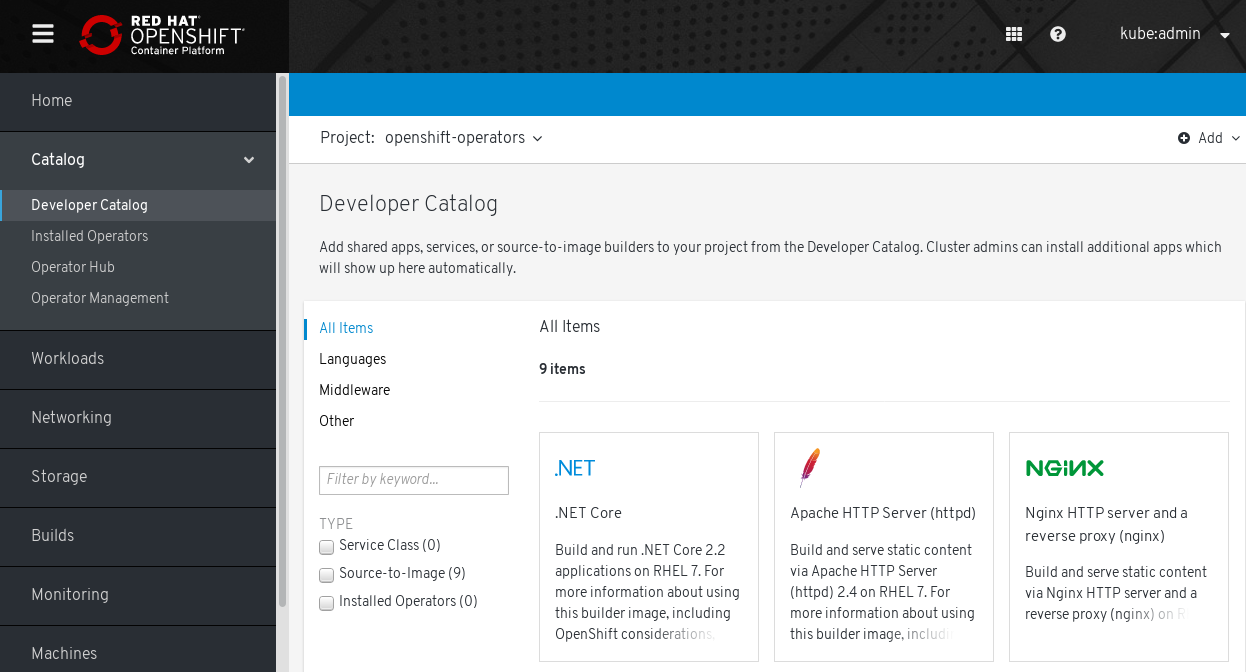 RED HAT
OPENSHIFT
Container Platform
kube:admin
Home
Catalog
Developer Catalog
Installed Operators
Operator Hub
Operator Management
Workloads
Networking
Storage
Builds
Monitoring
Machines
Project: openshift-operators
Add
Developer Catalog
Add shared apps, services, or source-to-image builders to your project from the Developer Catalog. Cluster admins can install additional apps which
will show up here automatically.
All Items
Languages
Middleware
Other
Filter by keyword...
TYPE
Service Class (0)
Source-to-Image (9)
Installed Operators (0)
All Items
9 items
.NET
.NET Core
Build and run .NET Core 2.2
applications on RHEL 7. For
more information about using
this builder image, including
OpenShift considerations,
Apache HTTP Server (httpd)
Build and serve static content
via Apache HTTP Server
(httpd) 2.4 on RHEL 7. For
more information about using
this builder image,
NGINX
Nginx HTTP server and a
reverse proxy (nginx)
Build and serve static content
via Nginx HTTP server and a
reverse proxy (nginx) on